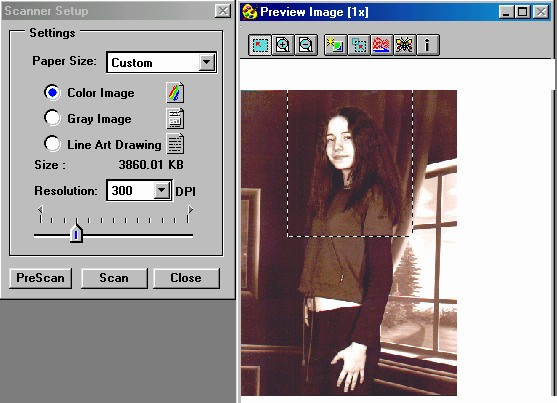 Scanner Setup
Settings
Paper Size: Custom
Color Image
Gray Image
Line Art Drawing
Size : 3860.01 KB
Resolution: 300 DPI
PreScan Scan Close
Preview Image [1x]
i